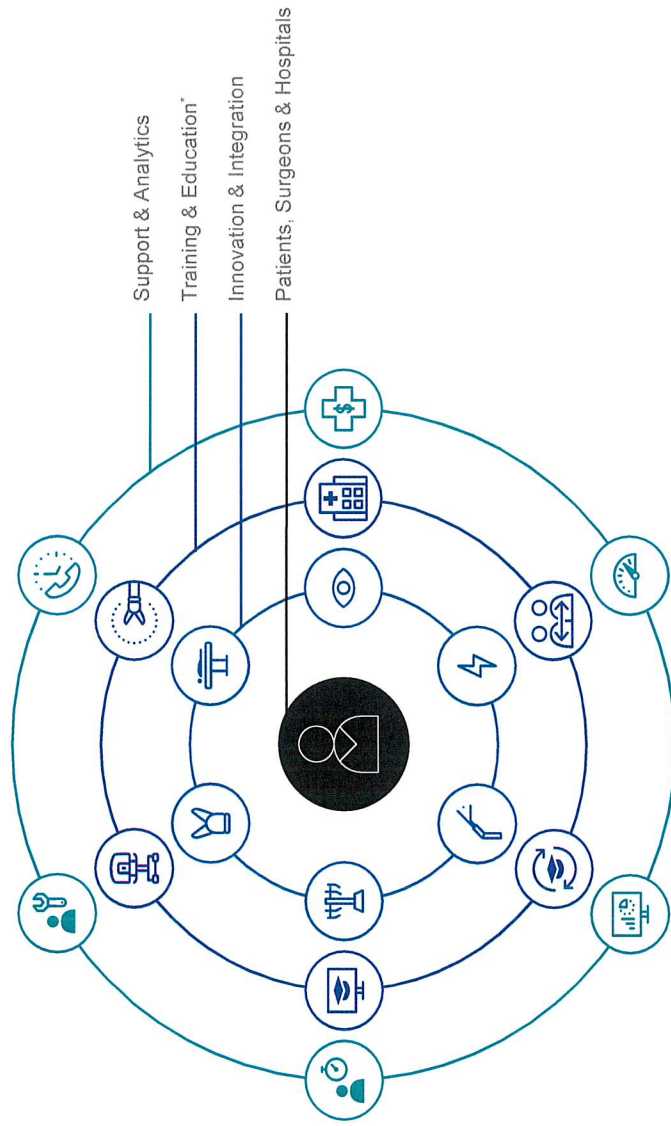 Support & Analytics
Training & Education*
Innovation & Integration
Patients, Surgeons & Hospitals
$